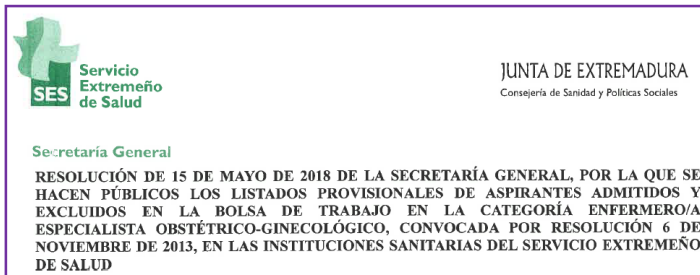 SES
Servicio
Extremeño
de Salud
JUNTA DE EXTREMADURA
Consejería de Sanidad y Políticas Sociales
Secretaría General
RESOLUCIÓN DE 15 DE MAYO DE 2018 DE LA SECRETARÍA GENERAL, POR LA QUE SE
HACEN PÚBLICOS LOS LISTADOS PROVISIONALES DE ASPIRANTES ADMITIDOS Y
EXCLUIDOS EN LA BOLSA DE TRABAJO EN LA CATEGORÍA ENFERMERO/A
ESPECIALISTA OBSTÉTRICO-GINECOLÓGICO, CONVOCADA POR RESOLUCIÓN 6 DE
NOVIEMBRE DE 2013, EN LAS INSTITUCIONES SANITARIAS DEL SERVICIO EXTREMEÑO
DE SALUD